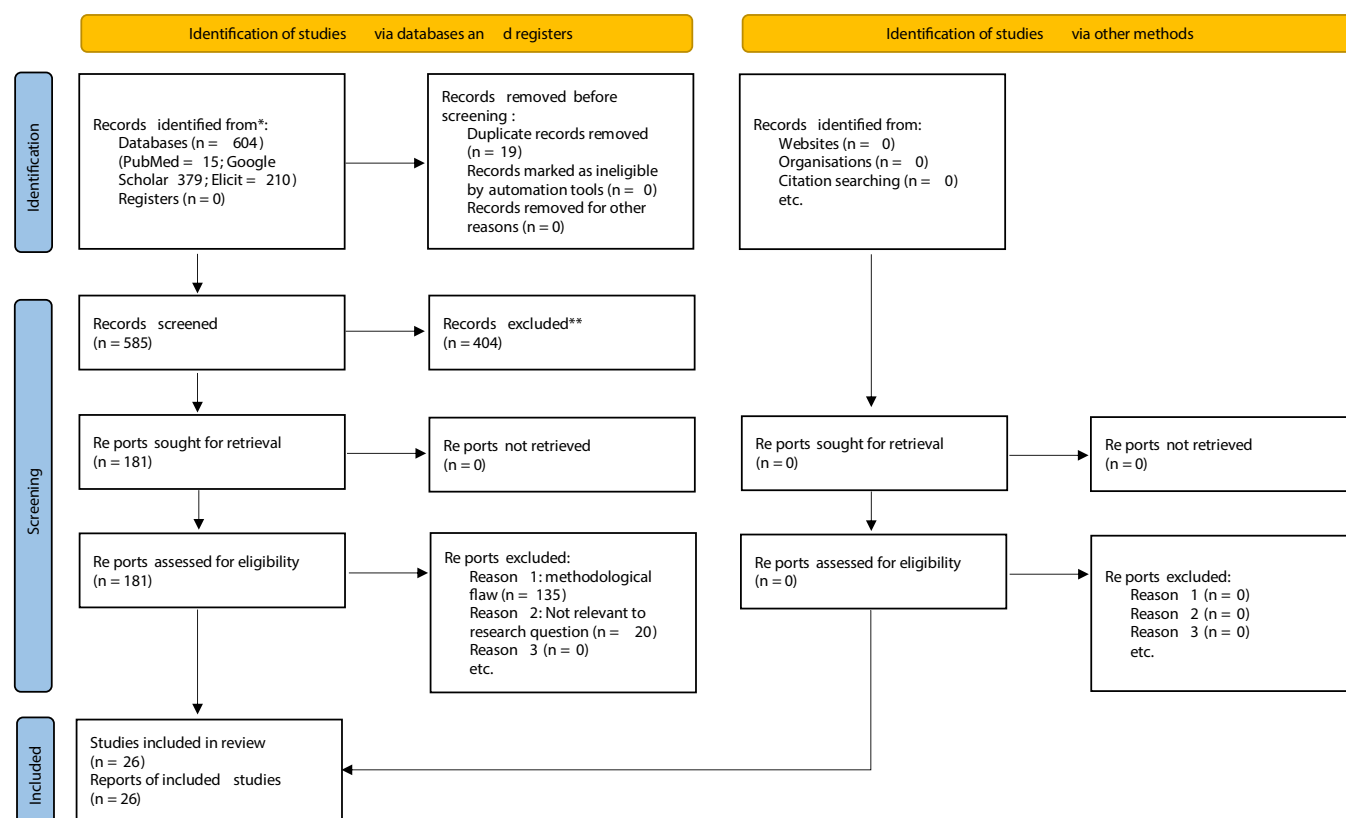 Identification of studies via databases an d registers
Identification of studies via other methods
Identification
Records identified from*:
Databases (n = 604)
(PubMed = 15; Google
Scholar 379; Elicit = 210)
Registers (n = 0)
Records removed before
screening :
Duplicate records removed
(n = 19)
Records marked as ineligible
by automation tools (n = 0)
Records removed for other
reasons (n = 0)
Records identified from:
Websites (n = 0)
Organisations (n = 0)
Citation searching (n = 0)
etc.
Screening
Records screened
(n = 585)
Records excluded**
(n = 404)
Re ports sought for retrieval
(n = 181)
Re ports not retrieved
(n = 0)
Re ports sought for retrieval
(n = 0)
Re ports not retrieved
(n = 0)
Re ports assessed for eligibility
(n = 181)
Re ports excluded:
Reason 1: methodological
flaw (n = 135)
Reason 2: Not relevant to
research question (n = 20)
Reason 3 (n = 0)
etc.
Re ports assessed for eligibility
(n = 0)
Re ports excluded:
Reason 1 (n = 0)
Reason 2 (n = 0)
Reason 3 (n = 0)
etc.
Included
Studies included in review
(n = 26)
Reports of included studies
(n = 26)